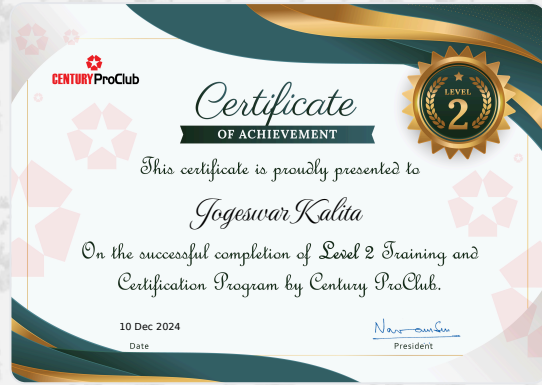 CENTURY ProClub
Certificate
OF ACHIEVEMENT
LEVEL
2
This certificate is proudly presented to
Jogeswar Kalita
On the successful completion of Level 2 Training and
Certification Program by Century ProClub.
10 Dec 2024
Date
President